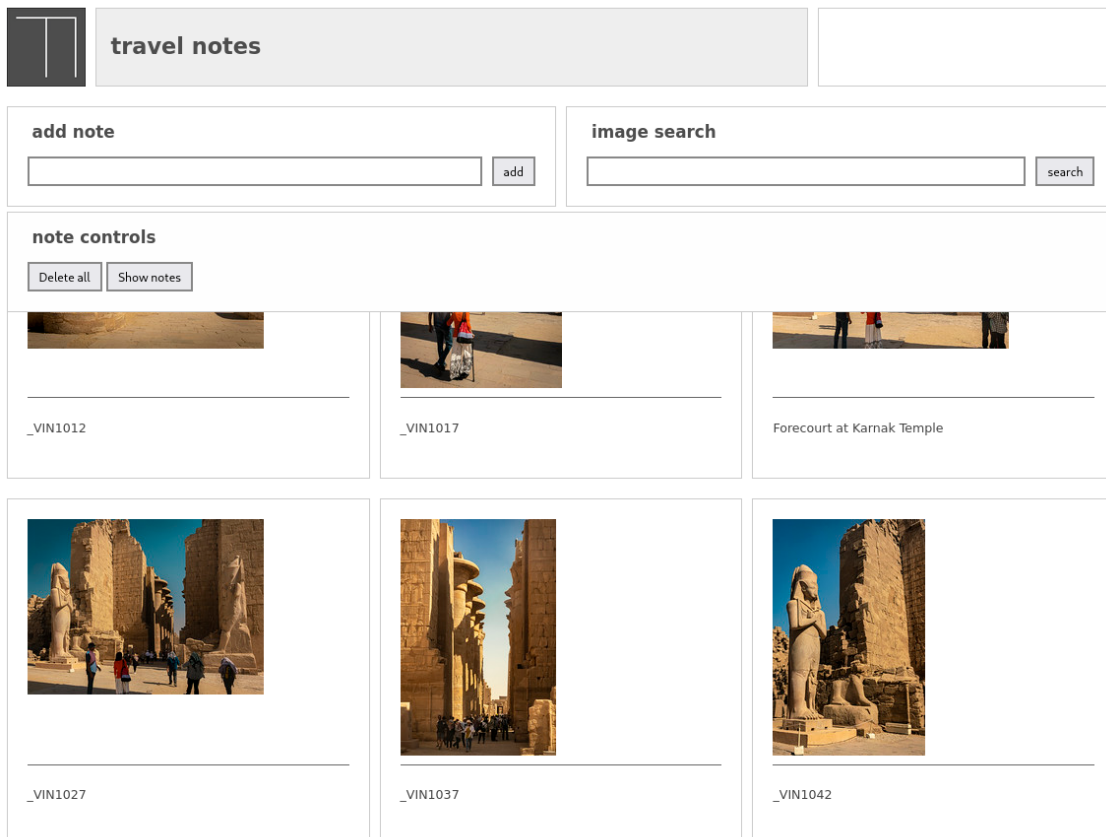 travel notes
add note
add
image search
search
note controls
Delete all
Show notes
_VIN1012
_VIN1017
Forecourt at Karnak Temple
_VIN1027
_VIN1037
_VIN1042